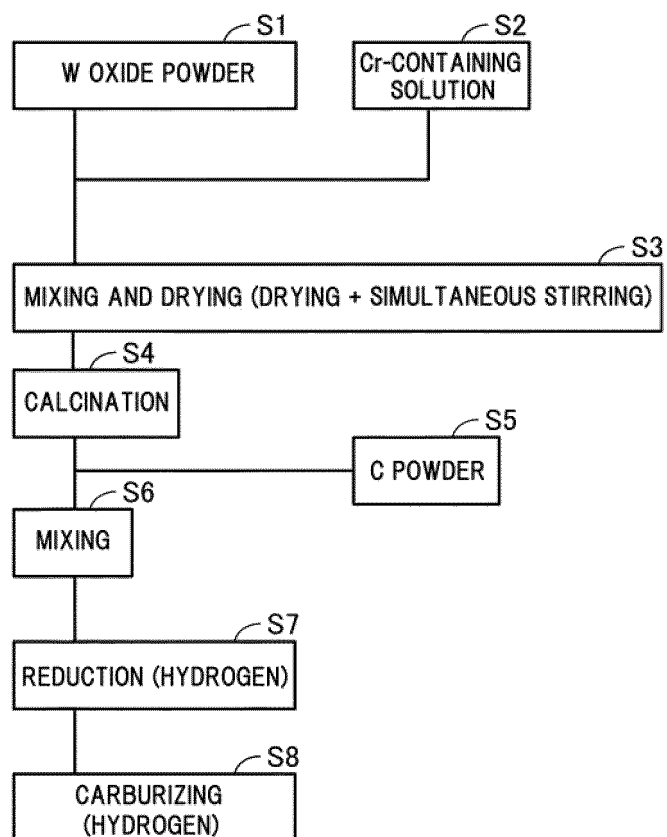 S1
W OXIDE POWDER
S2
Cr-CONTAINING
SOLUTION
S3
MIXING AND DRYING (DRYING + SIMULTANEOUS STIRRING)
S4
CALCINATION
S5
C POWDER
S6
MIXING
S7
REDUCTION (HYDROGEN)
S8
CARBURIZING
(HYDROGEN)